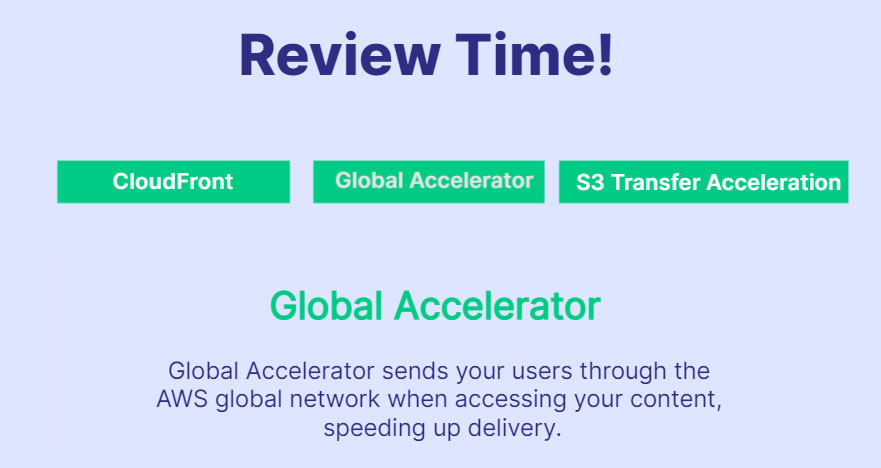 Review Time!
CloudFront
Global Accelerator
S3 Transfer Acceleration
Global Accelerator
Global Accelerator sends your users through the
AWS global network when accessing your content,
speeding up delivery.